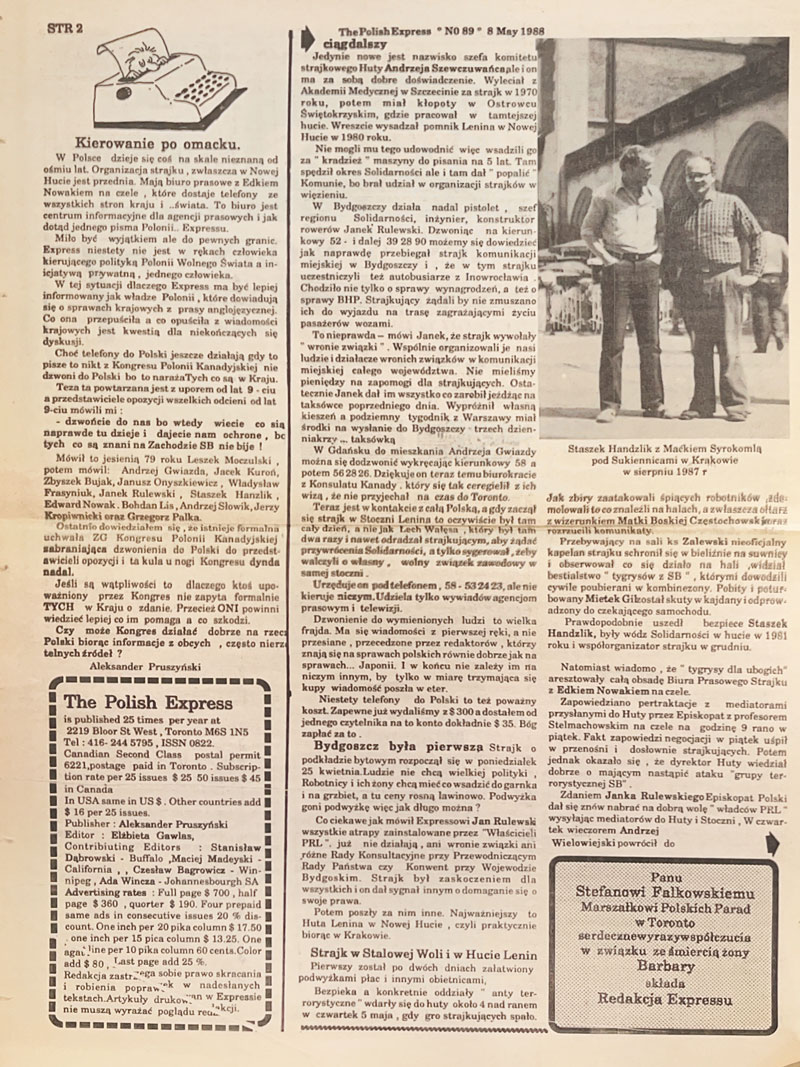 STR 2
Kierowanie po omacku.
W Polsce dzieje się coś na skale nieznaną od
ośmiu lat. Organizacja strajku , zwłaszcza w Nowej
Hucie jest przednia. Mają biuro prasowe z Edkiem
Nowakiem na czele , które dostaje telefony ze
wszystkich stron kraju i ..świata. To biuro jest
centrum informacyjne dla agencji prasowych i jak
dotąd jednego pisma Polonii.. Expressu.
Miło być wyjątkiem ale do pewnych granic.
Express niestety nie jest w rękach człowieka
kierującego polityką Polonii Wolnego Świata a in-
icjatywą prywatną , jednego człowieka.
W tej sytuacji dlaczego Express ma być lepiej
informowany jak władze Polonii , które dowiadują
się o sprawach krajowych z prasy anglojęzycznej.
Co ona przepuściła a co opuściła z wiadomości
krajowych jest kwestią dla niekończących się
dyskusji.
Choć telefony do Polski jeszcze działają gdy to
pisze to nikt z Kongresu Polonii Kanadyjskiej nie
dzwoni do Polski bo to narażaTych co są w Kraju.
Teza ta powtarzana jest z uporem od lat 9 - ciu
a przedstawiciele opozycji wszelkich odcieni od lat
9-ciu mówili mi :
- dzwońcie do nas bo wtedy wiecie co się
naprawde tu dzieje i dajecie nam ochrone , bc
tych co są znani na Zachodzie SB nie bije !
Mówił to jesienią 79 roku Leszek Moczulski ,
potem mówił: Andrzej Gwiazda, Jacek Kuroń,
Zbyszek Bujak, Janusz Onyszkiewicz , Władysław
Frasyniuk, Janek Rulewski , Staszek Hanzlik ,
Edward Nowak . Bohdan Lis, Andrzej Słowik, Jerzy
Kropiwnicki oraz Grzegorz Palka.
Ostatnio dowiedziałem się, że istnieje formalna
uchwała ZG Kongresu Polonii Kanadyjskiej
zabraniająca dzwonienia do Polski do przedst-
awicieli opozycji i ta kula u nogi Kongresu dynda
nadal.
Jeśli są wątpliwości to dlaczego ktoś upo-
ważniony przez Kongres nie zapyta formalnie
TYCH w Kraju o zdanie. Przecież ONI powinni
wiedzieć lepiej co im pomaga a co szkodzi.
Czy może Kongres działać dobrze na rzecz
Polski biorąc informacje z obcych , często nierze
telnych źródeł ?
Aleksander Pruszyński
The Polish Express
is published 25 times per year at
2219 Bloor St West , Toronto M6S 1N5
Tel : 416- 244 5795 , ISSN 0822.
Canadian Second Class postal permit
6221,postage paid in Toronto . Subscrip-
tion rate per 25 issues $ 25 50 issues $ 45
in Canada
In USA same in US $ . Other countries add
$ 16 per 25 issues.
Publisher : Aleksander Pruszyński
Editor : Elżbieta Gawlas,
Contribiuting Editors : Stanisław
Dąbrowski - Buffalo ,Maciej Madeyski -
California , , Czesław Bagrowicz - Win-
nipeg , Ada Wincza - Johannesbourgh SA
Advertising rates : Full page $ 700 , half
page $ 360 , quorter $ 190. Four prepaid
same ads in consecutive issues 20 % dis-
count. One inch per 20 pika column $ 17.50
, one inch per 15 pica column $ 13.25. One
line per 10 pika column 60 cents.Color
add $ 80 , Last page add 25 %.
Redakcja zastrzega sobie prawo skracania
i robienia poprawek w nadesłanych
tekstach.Artykuły w Expressie
nie muszą wyrażać poglądu redakcji.
The Polish Express " N0 89 " 8 May 1988
ciąg dalszy
Jedynie nowe jest nazwisko szefa komitetu
strajkowego Huty Andrzeja Szewczuwańca,ale i on
ma za sobą dobre doświadczenie. Wyleciał z
Akademii Medycznej w Szczecinie za strajk w 1970
roku, potem miał kłopoty w Ostrowcu
Świętokrzyskim, gdzie pracował w tamtejszej
hucie. Wreszcie wysadzał pomnik Lenina w Nowej
Hucie w 1980 roku.
Nie mogli mu tego udowodnić więc wsadzili go
za " kradzież " maszyny do pisania na 5 lat. Tam
spędził okres Solidarności ale i tam dał " popalić "
Komunie, bo brał udział w organizacji strajków w
więzieniu.
W Bydgoszczy działa nadal pistolet , szef
regionu Solidarności, inżynier, konstruktor
rowerów Janek Rulewski. Dzwoniąc na kierun-
kowy 52 - i dalej 39 28 90 możemy się dowiedzieć
jak naprawdę przebiegał strajk komunikacji
miejskiej w Bydgoszczy i , że w tym strajku
uczestniczyli też autobusiarze z Inowrocławia .
Chodziło nie tylko o sprawy wynagrodzeń, a też o
sprawy BHP. Strajkujący żądali by nie zmuszano
ich do wyjazdu na trasę zagrażającymi życiu
pasażerów wozami.
To nieprawda – mówi Janek, że strajk wywołały
" wronie związki " . Wspólnie organizowali je nasi
ludzie i działacze wronich związków w komunikacji
miejskiej całego województwa. Nie mieliśmy
pieniędzy na zapomogi dla strajkujących. Osta-
tecznie Janek dał im wszystko co zarobił jeżdżąc na
taksówce poprzedniego dnia. Wypróżnił własną
kieszeń a podziemny tygodnik z Warszawy miał
środki na wysłanie do Bydgoszczy trzech dzien-
niakrzy ... taksówką
W Gdańsku do mieszkania Andrzeja Gwiazdy
można się dodzwonić wykręcając kierunkowy 58 a
potem 56 28 26. Dziękuje on teraz temu biurokracie
z Konsulatu Kanady . który się tak ceregielił z ich
wizą , że nie przyjechał na czas do Toronto.
Teraz jest w kontakcie z całą Polską, a gdy zaczął
się strajk w Stoczni Lenina to oczywiście był tam
cały dzień, a nie jak Lech Wałęsa , który był tam
dwa razy i nawet odradzał strajkującym, aby żądać
przywrócenia Solidarności, a tylko sygerował , żeby
walczyli o własny , wolny związek zawodowy w
samej stoczni .
Urzęduje on pod telefonem , 58 - 53 24 23, ale nie
kieruje niczym. Udziela tylko wywiadów agencjom
prasowym i telewizji.
Dzwonienie do wymienionych ludzi to wielka
frajda. Ma się wiadomości z pierwszej ręki, a nie
przesiane , przecedzone przez redaktorów , którzy
znają się na sprawach polskich równie dobrze jak na
sprawach... Japonii. I w końcu nie zależy im na
niczym innym, by tylko w miarę trzymająca się
kupy wiadomość poszła w eter.
Niestety telefony do Polski to też poważny
koszt. Zapewne już wydaliśmy z $ 300 a dostałem od
jednego czytelnika na to konto dokładnie $ 35. Bóg
zapłać za to .
Bydgoszcz była pierwsza Strajk o
podkładzie bytowym rozpoczął się w poniedziałek
25 kwietnia.Ludzie nie chcą wielkiej polityki ,
Robotnicy i ich żony chcą mieć co wsadzić do garnka
i na grzbiet, a tu ceny rosną lawinowo. Podwyżka
goni podwyżkę więc jak długo można ?
Co ciekawe jak mówił Expressowi Jan Rulewski
wszystkie atrapy zainstalowane przez "Właścicieli
PRL ", już nie działają , ani wronie związki ani
różne Rady Konsultacyjne przy Przewodniczącym
Rady Państwa czy Konwent przy Wojewodzie
Bydgoskim. Strajk był zaskoczeniem dla
wszystkich i on dał sygnał innym o domaganie się o
swoje prawa.
Potem poszły za nim inne. Najważniejszy to
Huta Lenina w Nowej Hucie , czyli praktycznie
biorąc w Krakowie.
Strajk w Stalowej Woli i w Hucie Lenin
Pierwszy został po dwóch dniach załatwiony
podwyżkami płac i innymi obietnicami,
Bezpieka a konkretnie oddziały " anty ter-
rorystyczne " wdarły się do huty około 4 nad ranem
w czwartek 5 maja , gdy gro strajkujących spało.
Staszek Handzlik z Maćkiem Syrokomlą
pod Sukiennicami w Krakowie
w sierpniu 1987 r
Jak zbiry zaatakowali śpiących robotników ,zde-
molowali to co znaleźli na halach, a zwłaszcza ołtarz
z wizerunkiem Matki Boskiej Częstochowskiej oraz
rozrzucili komunikaty.
Przebywający na sali ks Zalewski nieoficjalny
kapelan strajku schronił się w bieliźnie na suwnicy
i obserwował co się działo na hali ,widział
bestialstwo " tygrysów z SB " , którymi dowodzili
cywile poubierani w kombinezony. Pobity i potur-
bowany Mietek Gil został skuty w kajdany i odprow-
adzony do czekającego samochodu.
Prawdopodobnie uszedł bezpiece Staszek
Handzlik, były wódz Solidarności w hucie w 1981
roku i współorganizator strajku w grudniu.
Natomiast wiadomo , że " tygrysy dla ubogich"
aresztowały całą obsadę Biura Prasowego Strajku
z Edkiem Nowakiem na czele.
Zapowiedziano pertraktacje z mediatorami
przysłanymi do Huty przez Episkopat z profesorem
Stelmachowskim na czele na godzinę 9 rano w
piątek. Fakt zapowiedzi negocjacji w piątek uśpił
w przenośni i dosłownie strajkujących. Potem
jednak okazało się , że dyrektor Huty wiedział
dobrze o mającym nastąpić ataku "grupy ter-
rorystycznej SB" .
Zdaniem Janka Rulewskiego Episkopat Polski
dał się znów nabrać na dobrą wolę " władców PRL "
wysyłając mediatorów do Huty i Stoczni , W czwar-
tek wieczorem Andrzej
Wielowiejski powrócił do
Panu
Stefanowi Falkowskiemu
Marszałkowi Polskich Parad
w Toronto
serdeczne wyrazy współczucia
w związku ze śmiercią żony
Barbary
składa
Redakcja Expressu